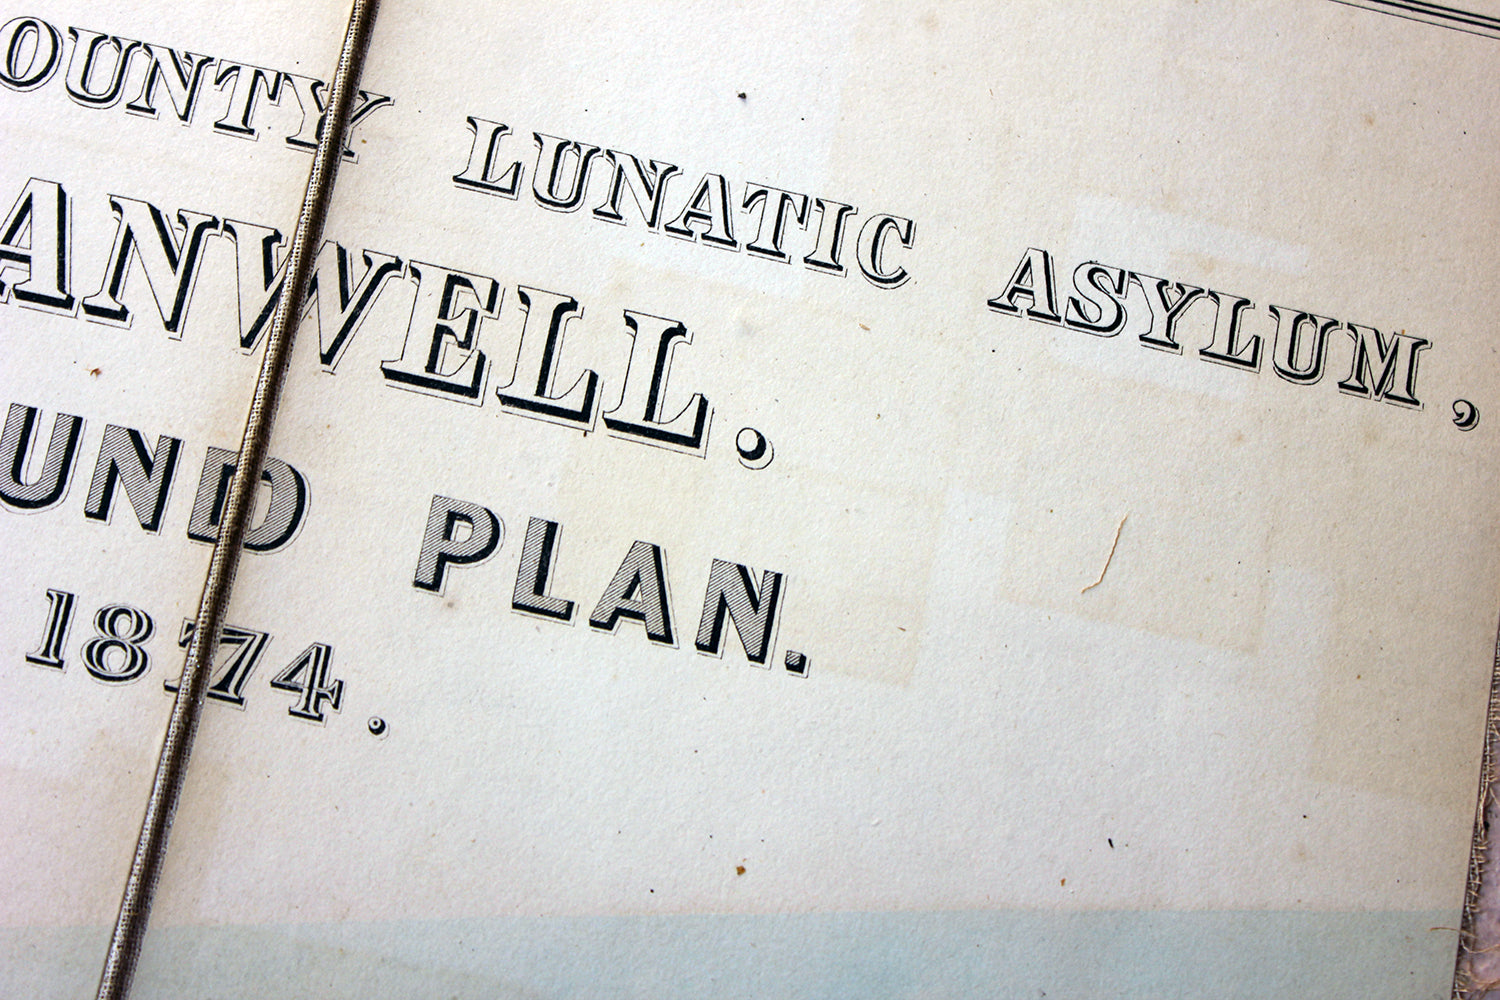 OUNTY LUNATIC ASYLUM,
ANWELL.
UND PLAN.
1874.